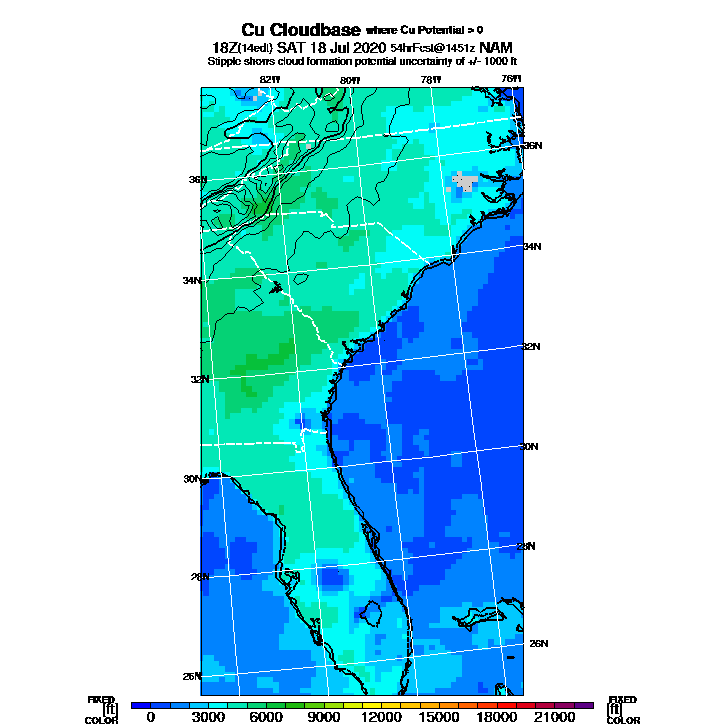 Cu Cloudbase where Cu Potential > 0
18Z(14edt) SAT 18 Jul 2020 54hrFcst@1451z NAM
Stipple shows cloud formation potential uncertainty of +/- 1000 ft
82W 80W 78W 76W
36N
36N
34N
34N
32N
32N
30N
30N
28N
28N
26N
26N
FIXED FIXED
[ft] [ft]
COLOR COLOR
0 3000 6000 9000 12000 15000 18000 21000